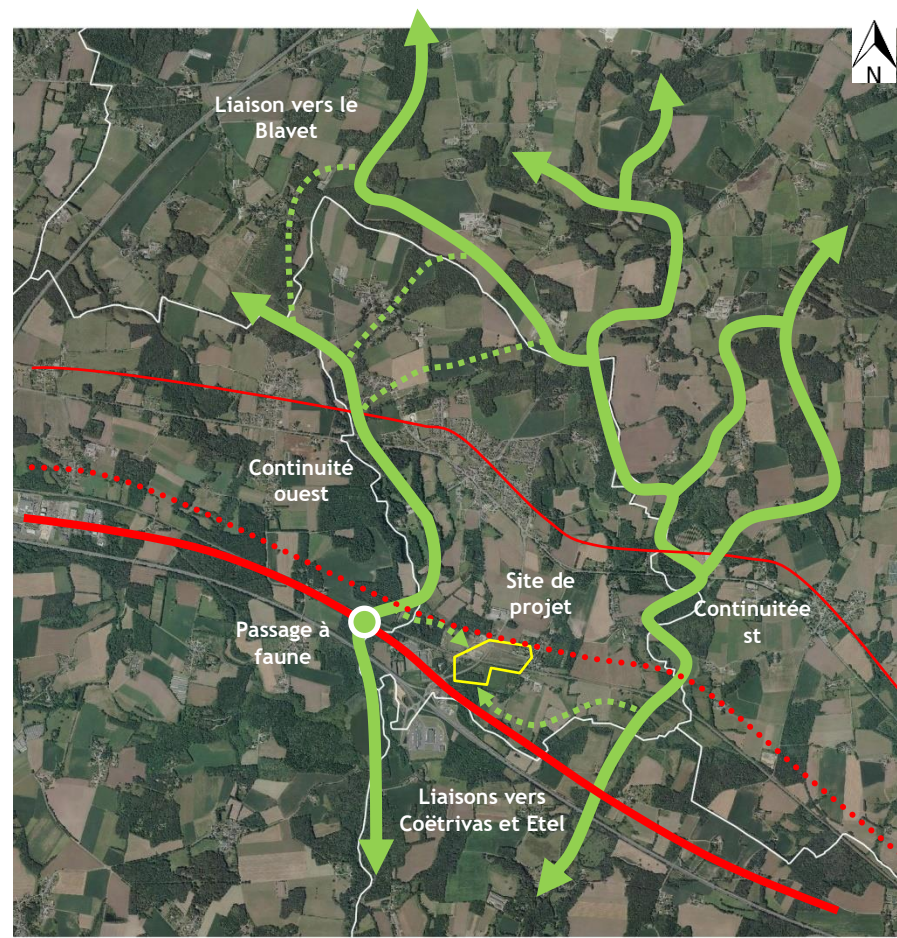 N
Liaison vers le
Blavet
Continuité
ouest
Site de
projet
Continuitée
st
Passage à
faune
Liaisons vers
Coëtrivas et Etel